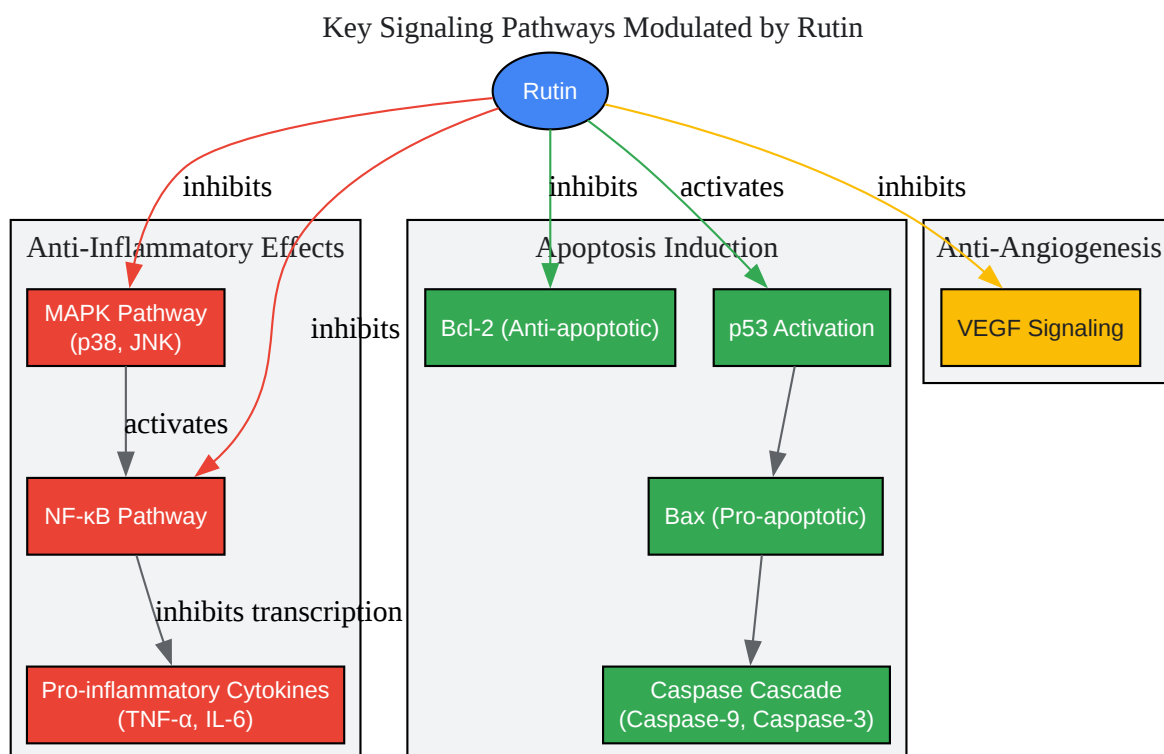 Key Signaling Pathways Modulated by Rutin
Rutin
inhibits
inhibits
activates
inhibits
Anti-Inflammatory Effects
Apoptosis Induction
Anti-Angiogenesis
MAPK Pathway
(p38, JNK)
inhibits
Bcl-2 (Anti-apoptotic)
p53 Activation
VEGF Signaling
activates
NF-κB Pathway
Bax (Pro-apoptotic)
inhibits transcription
Pro-inflammatory Cytokines
(TNF-α, IL-6)
Caspase Cascade
(Caspase-9, Caspase-3)